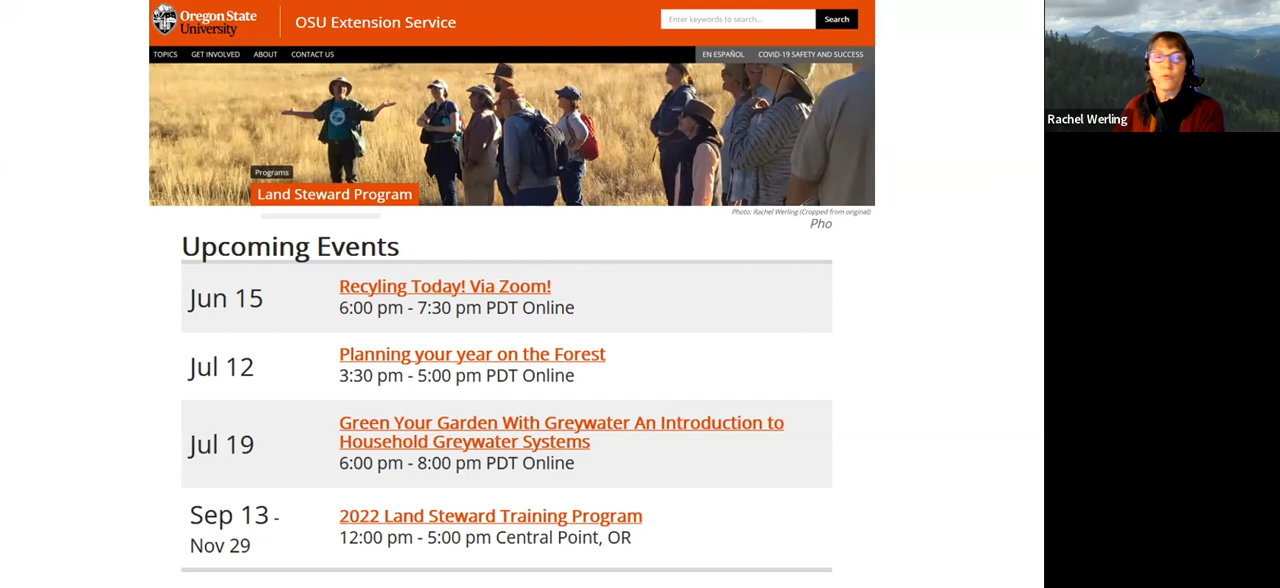 Oregon State
University
OSU Extension Service
Enter keywords to search...
Search
TOPICS GET INVOLVED ABOUT CONTACT US
EN ESPAÑOL COVID-19 SAFETY AND SUCCESS
Rachel Werling
Programs
Land Steward Program
Photo: Rachel Werling (Cropped from original)
Pho
Upcoming Events
Jun 15
Recyling Today! Via Zoom!
6:00 pm - 7:30 pm PDT Online
Jul 12
Planning your year on the Forest
3:30 pm - 5:00 pm PDT Online
Jul 19
Green Your Garden With Greywater An Introduction to
Household Greywater Systems
6:00 pm - 8:00 pm PDT Online
Sep 13 -
Nov 29
2022 Land Steward Training Program
12:00 pm - 5:00 pm Central Point, OR